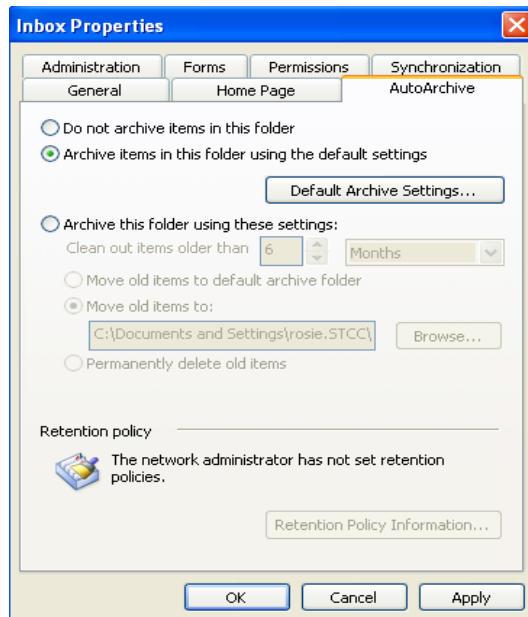 Inbox Properties
Administration Forms Permissions Synchronization
General Home Page AutoArchive
Do not archive items in this folder
Archive items in this folder using the default settings
Default Archive Settings...
Archive this folder using these settings:
Clean out items older than 6 Months
Move old items to default archive folder
Move old items to:
C:\Documents and Settings\rosie.STCC\ Browse...
Permanently delete old items
Retention policy
The network administrator has not set retention
policies.
Retention Policy Information...
OK Cancel Apply